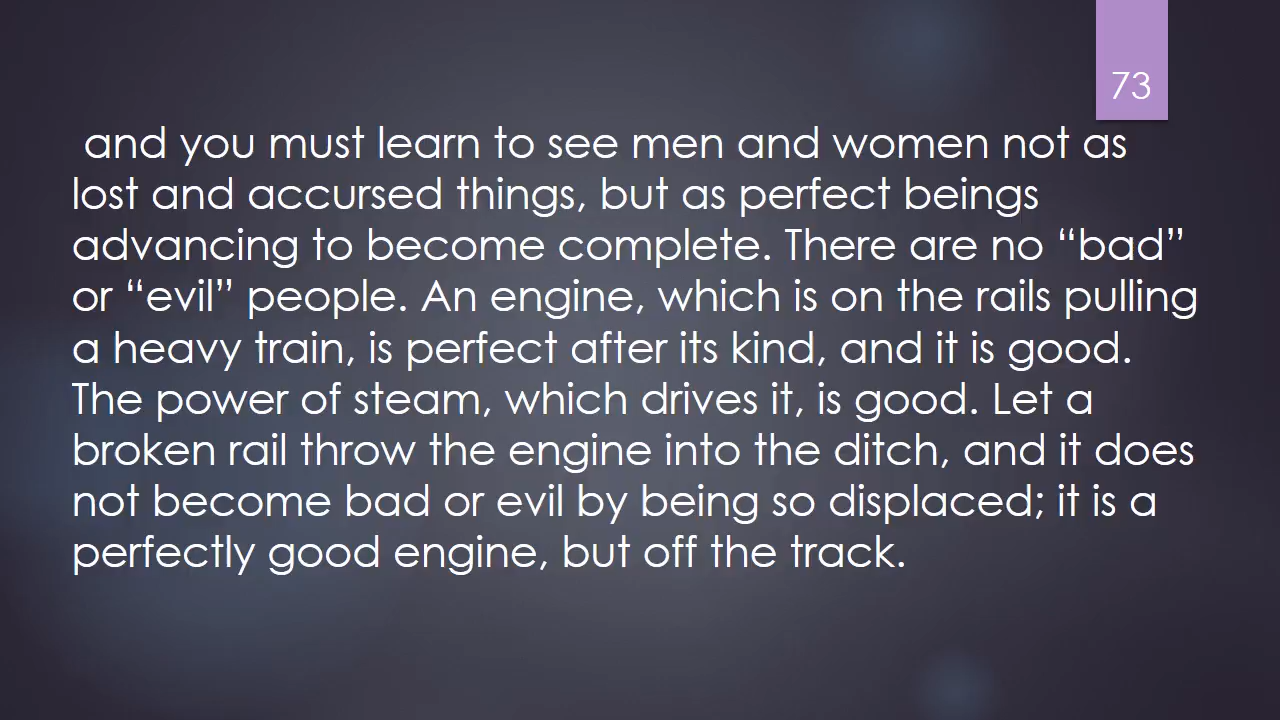 73
and you must learn to see men and women not as
lost and accursed things, but as perfect beings
advancing to become complete. There are no “bad”
or “evil” people. An engine, which is on the rails pulling
a heavy train, is perfect after its kind, and it is good.
The power of steam, which drives it, is good. Let a
broken rail throw the engine into the ditch, and it does
not become bad or evil by being so displaced; it is a
perfectly good engine, but off the track.